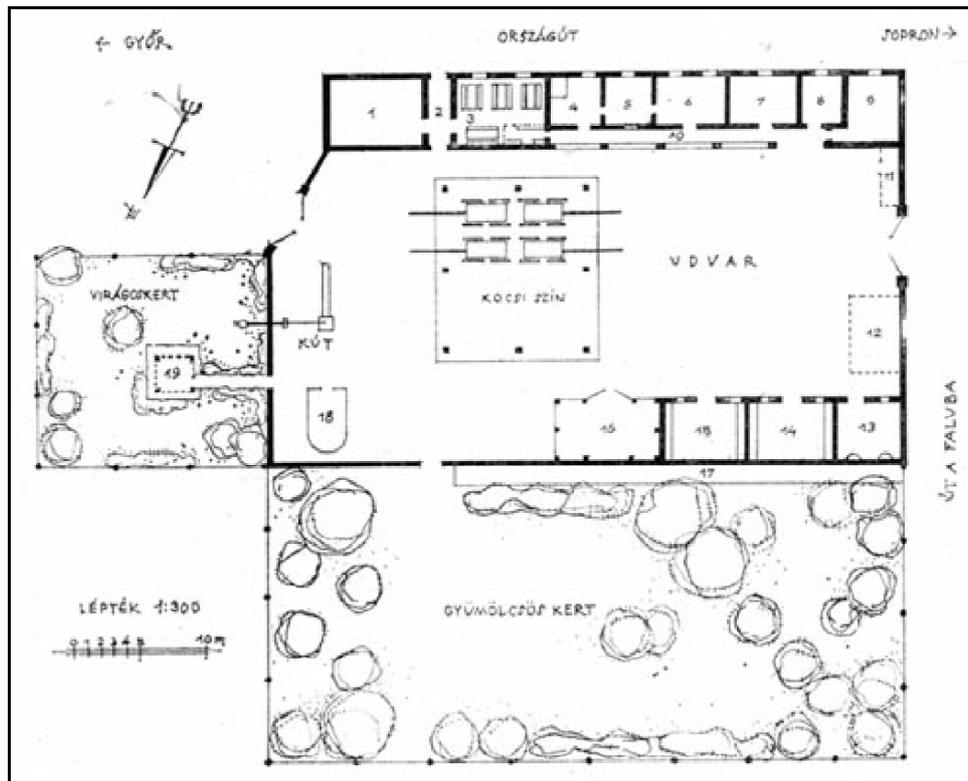 ← GYŐR
ORSZÁGÚT
SOPRON →
1
2
3
4
5
6
7
8
9
10
11
UDVAR
VIRÁGOSKERT
KOCSI SZÍN
KÚT
12
19
18
16
15
14
13
17
ÚT A FALUBA
LÉPTÉK 1:300
0 1 2 3 4 5 10 m
GYÜMÖLCSÖS KERT